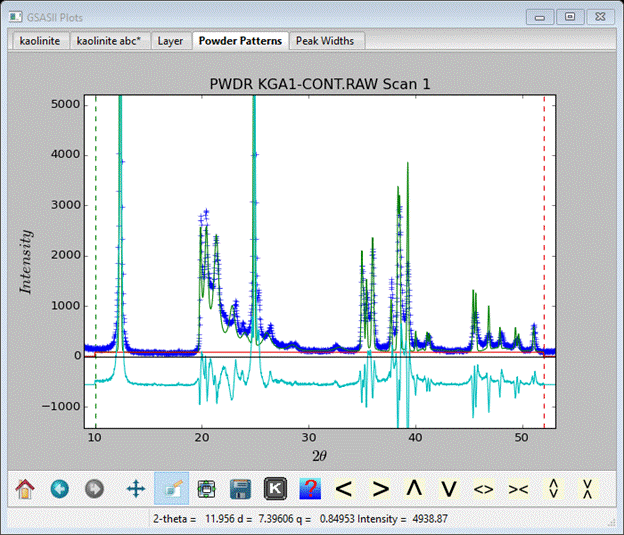 GSASII Plots
kaolinite
kaolinite abc*
Layer
Powder Patterns
Peak Widths
PWDR KGA1-CONT.RAW Scan 1
5000
4000
3000
2000
1000
0
−1000
Intensity
10
20
30
40
50
2θ
K
?
< > Λ V <> ><
2-theta = 11.956 d = 7.39606 q = 0.84953 Intensity = 4938.87